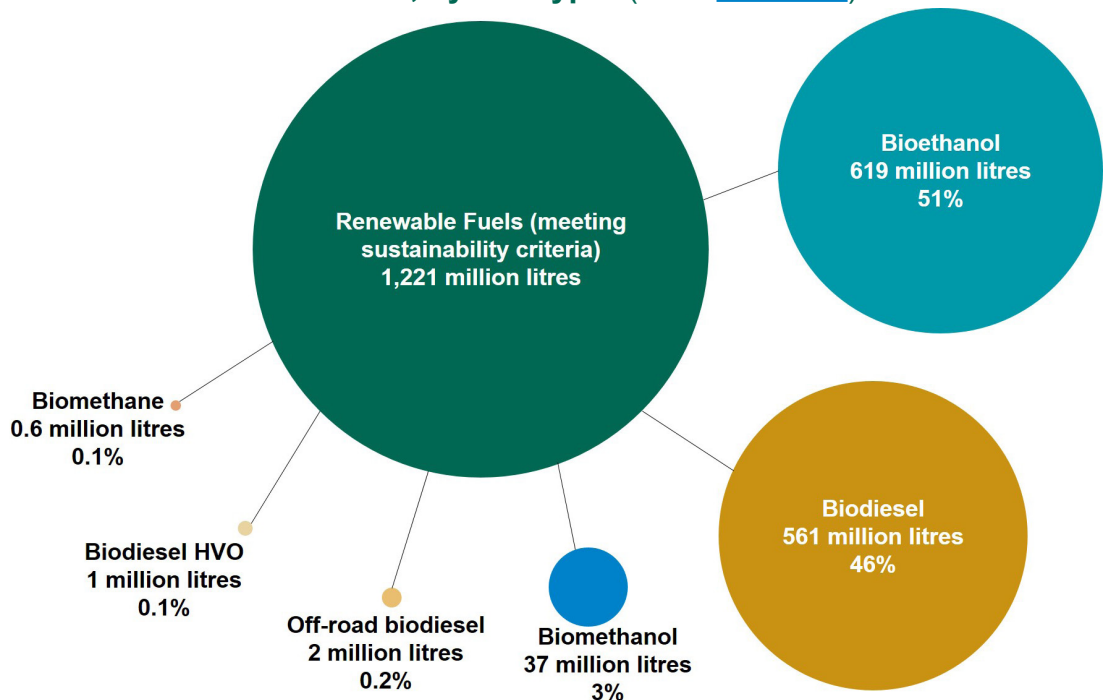 Renewable Fuels (meeting
sustainability criteria)
1,221 million litres
Bioethanol
619 million litres
51%
Biodiesel
561 million litres
46%
Biomethanol
37 million litres
3%
Off-road biodiesel
2 million litres
0.2%
Biodiesel HVO
1 million litres
0.1%
Biomethane
0.6 million litres
0.1%